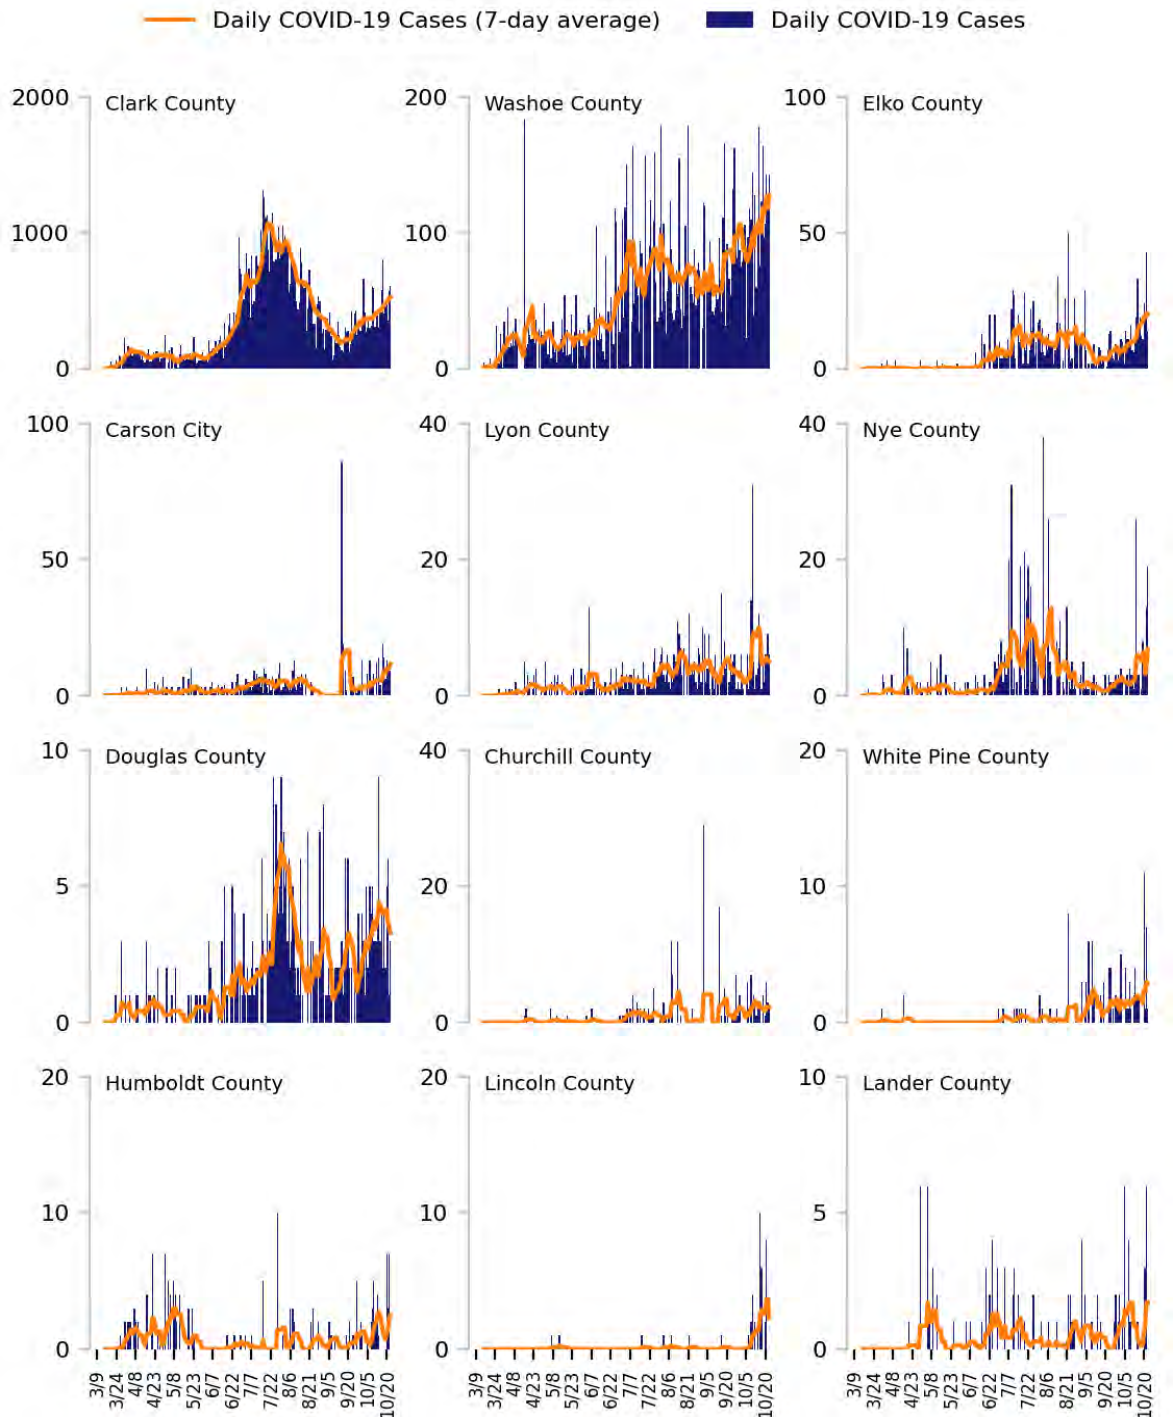 Daily COVID-19 Cases (7-day average) Daily COVID-19 Cases
2000 Clark County 200 Washoe County 100 Elko County
1000 100 50
0 0 0
100 Carson City 40 Lyon County 40 Nye County
50 20 20
0 0 0
10 Douglas County 40 Churchill County 20 White Pine County
5 20 10
0 0 0
20 Humboldt County 20 Lincoln County 10 Lander County
10 10 5
0 0 0
3/9 3/24 4/8 4/23 5/8 5/23 6/7 6/22 7/7 7/22 8/6 8/21 9/5 9/20 10/5 10/20 3/9 3/24 4/8 4/23 5/8 5/23 6/7 6/22 7/7 7/22 8/6 8/21 9/5 9/20 10/5 10/20 3/9 3/24 4/8 4/23 5/8 5/23 6/7 6/22 7/7 7/22 8/6 8/21 9/5 9/20 10/5 10/20